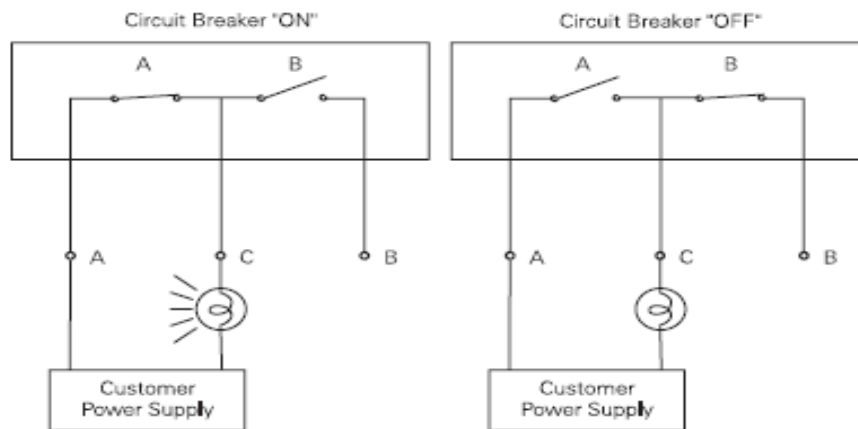 Circuit Breaker "ON"
A
B
A
C
B
Customer
Power Supply
Circuit Breaker "OFF"
A
B
A
C
B
Customer
Power Supply